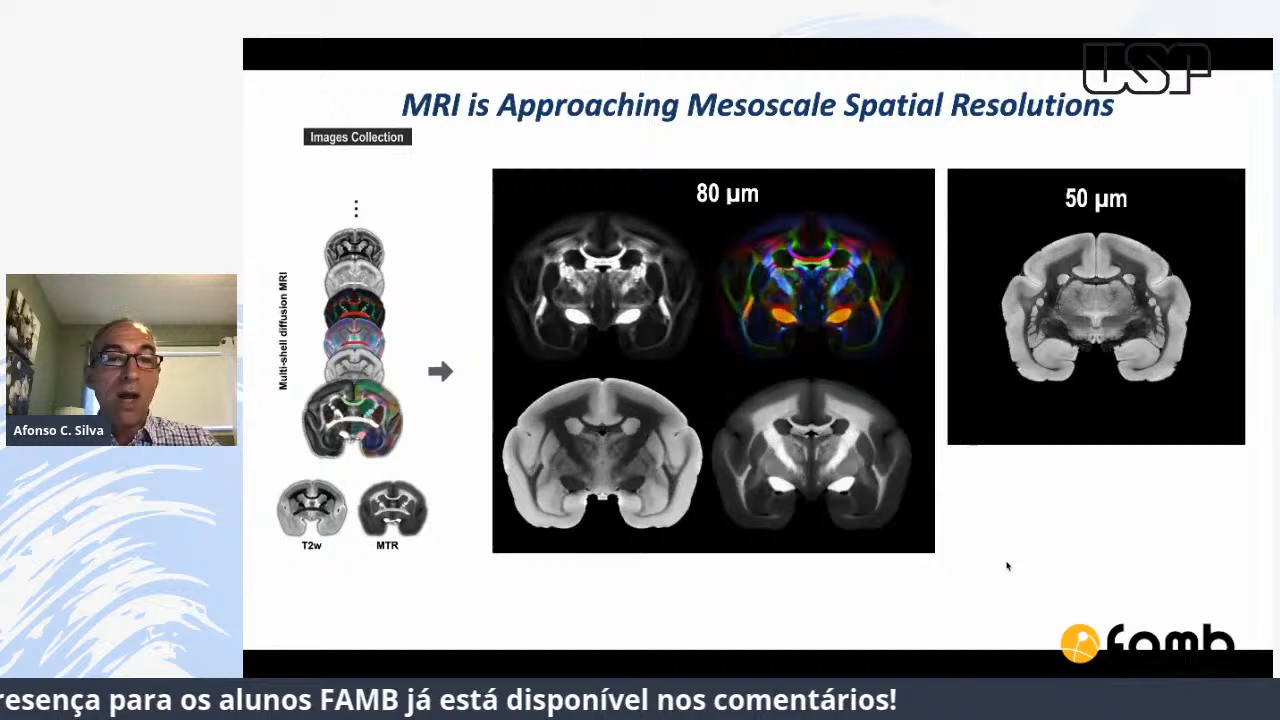 USP
MRI is Approaching Mesoscale Spatial Resolutions
Images Collection
80 µm
50 µm
Multi-shell diffusion MRI
Afonso C. Silva
T2w
MTR
famb
resença para os alunos FAMB já está disponível nos comentários!